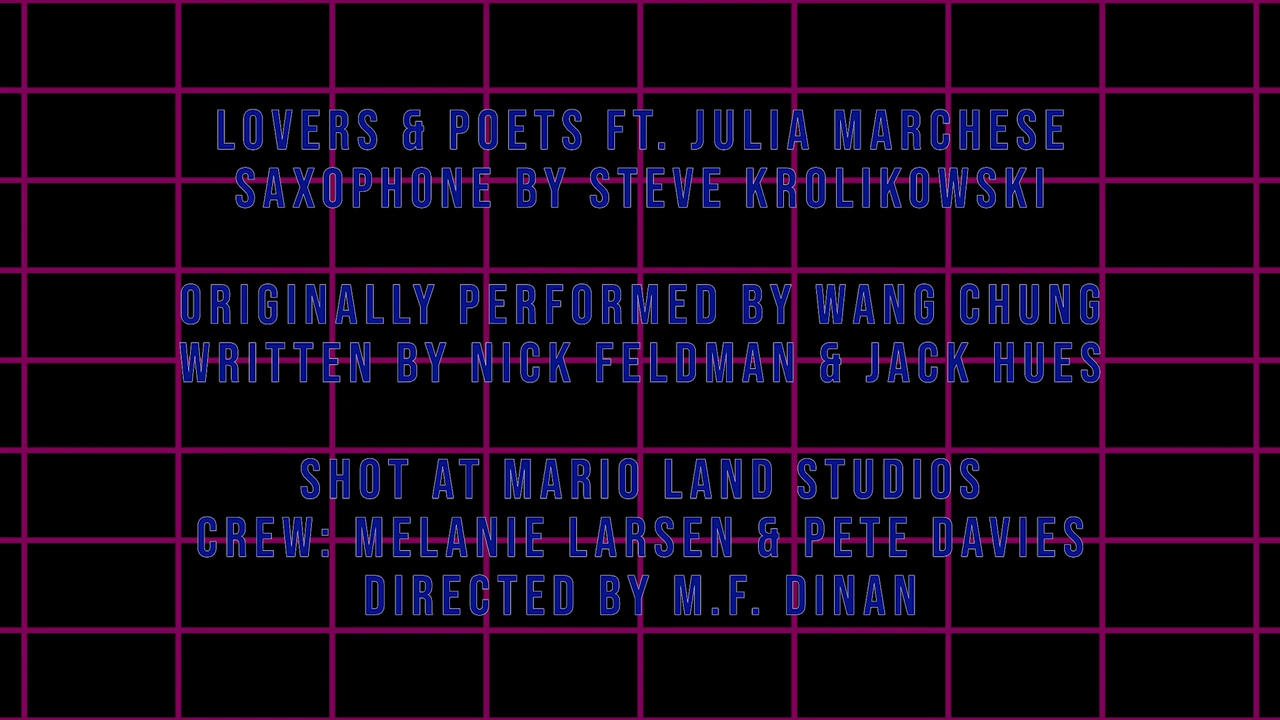 LOVERS & POETS FT. JULIA MARCHESE
SAXOPHONE BY STEVE KROLIKOWSKI
ORIGINALLY PERFORMED BY WANG CHUNG
WRITTEN BY NICK FELDMAN & JACK HUES
SHOT AT MARIO LAND STUDIOS
CREW: MELANIE LARSEN & PETE DAVIES
DIRECTED BY M.F. DINAN